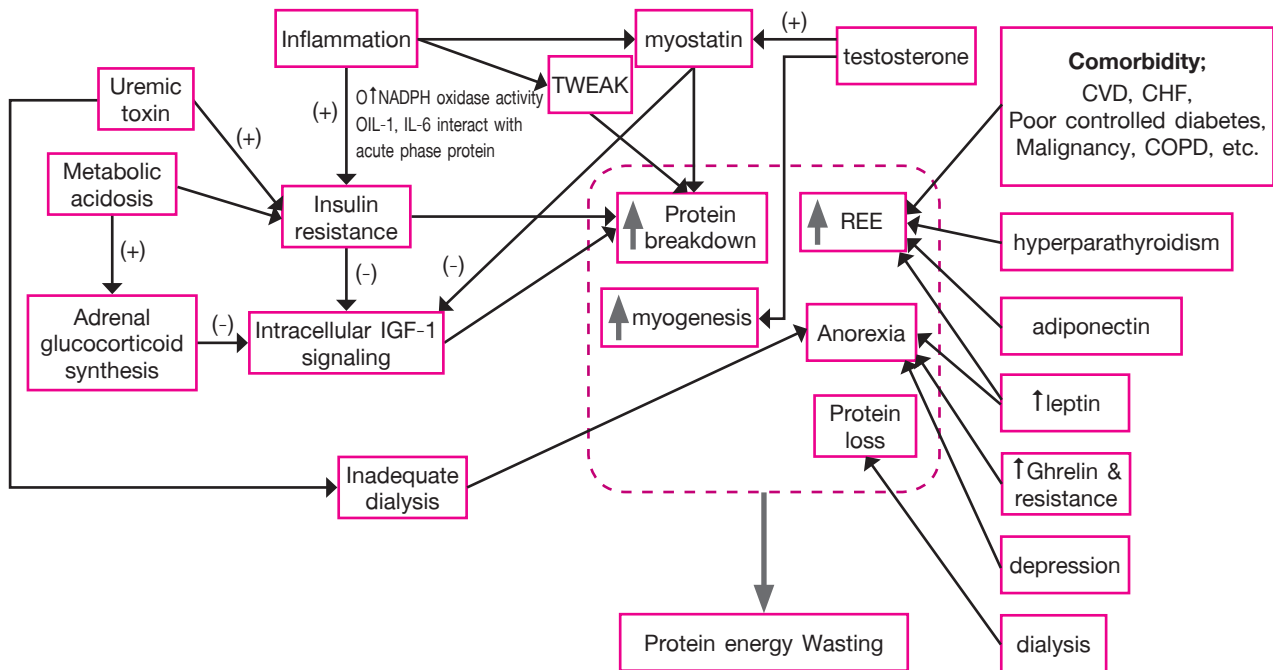 Inflammation
myostatin
(+)
testosterone
Comorbidity;
CVD, CHF,
Poor controlled diabetes,
Malignancy, COPD, etc.
Uremic
toxin
(+)
(+)
O↑NADPH oxidase activity
OIL-1, IL-6 interact with
acute phase protein
TWEAK
Metabolic
acidosis
Insulin
resistance
Protein
breakdown
REE
hyperparathyroidism
(+)
(-)
(-)
Adrenal
glucocorticoid
synthesis
(-)
Intracellular IGF-1
signaling
myogenesis
Anorexia
adiponectin
↑leptin
Protein
loss
Inadequate
dialysis
↑Ghrelin &
resistance
depression
Protein energy Wasting
dialysis